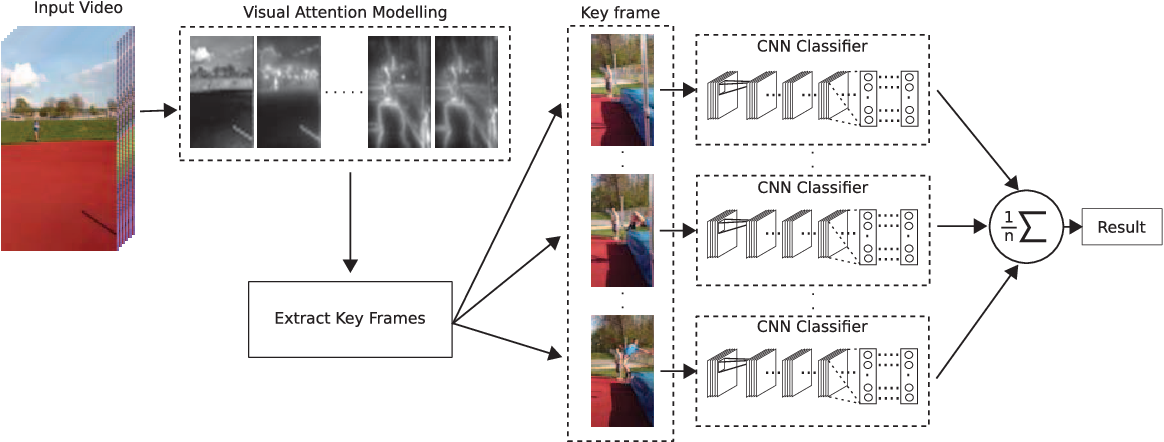 Input Video
Visual Attention Modelling
Key frame
CNN Classifier
Extract Key Frames
CNN Classifier
CNN Classifier
1
n
∑
Result